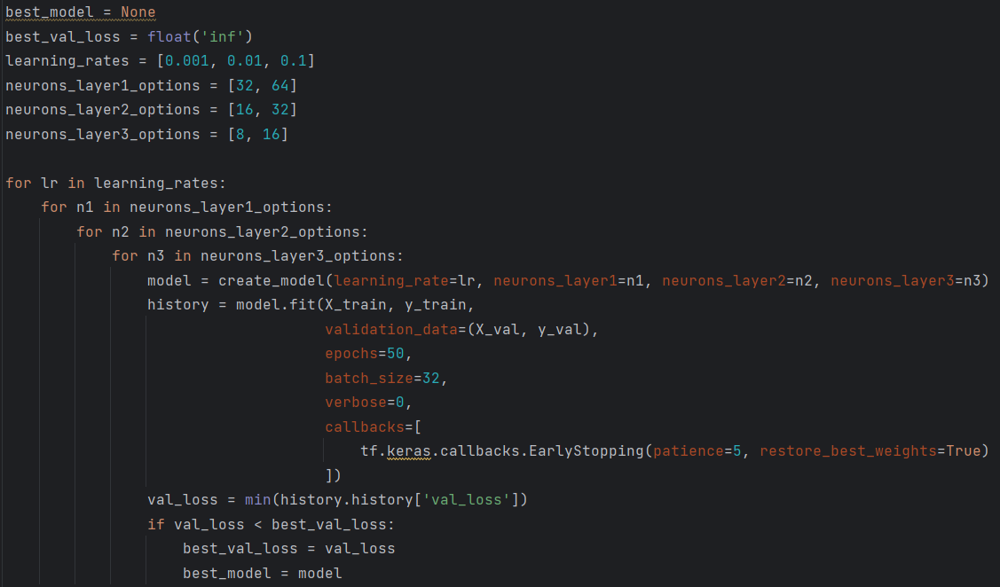 best_model = None
best_val_loss = float('inf')
learning_rates = [0.001, 0.01, 0.1]
neurons_layer1_options = [32, 64]
neurons_layer2_options = [16, 32]
neurons_layer3_options = [8, 16]

for lr in learning_rates:
    for n1 in neurons_layer1_options:
        for n2 in neurons_layer2_options:
            for n3 in neurons_layer3_options:
                model = create_model(learning_rate=lr, neurons_layer1=n1, neurons_layer2=n2, neurons_layer3=n3)
                history = model.fit(X_train, y_train,
                                    validation_data=(X_val, y_val),
                                    epochs=50,
                                    batch_size=32,
                                    verbose=0,
                                    callbacks=[
                                        tf.keras.callbacks.EarlyStopping(patience=5, restore_best_weights=True)
                                    ])
                val_loss = min(history.history['val_loss'])
                if val_loss < best_val_loss:
                    best_val_loss = val_loss
                    best_model = model